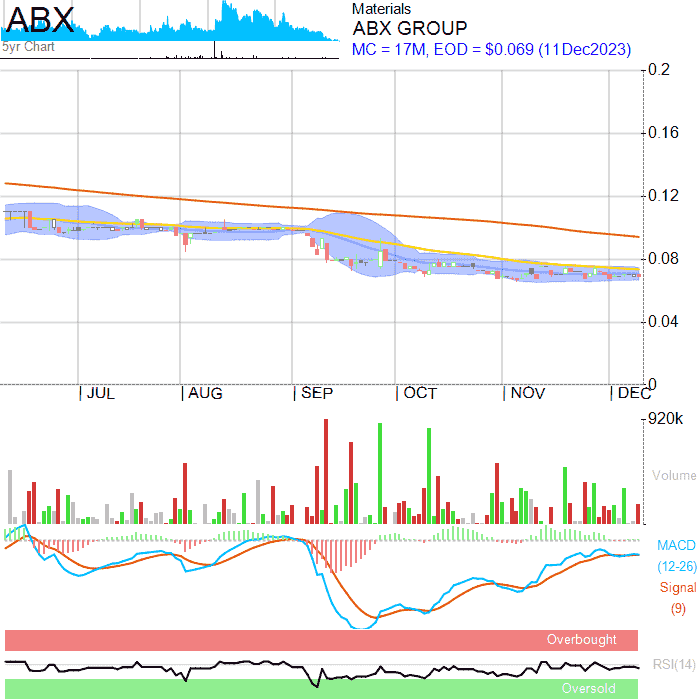 ABX
5yr Chart
Materials
ABX GROUP
MC = 17M, EOD = $0.069 (11Dec2023)
0.2
0.16
0.12
0.08
0.04
0
| JUL | AUG | SEP | OCT | NOV | DEC
920k
Volume
MACD
(12-26)
Signal
(9)
Overbought
RSI(14)
Oversold